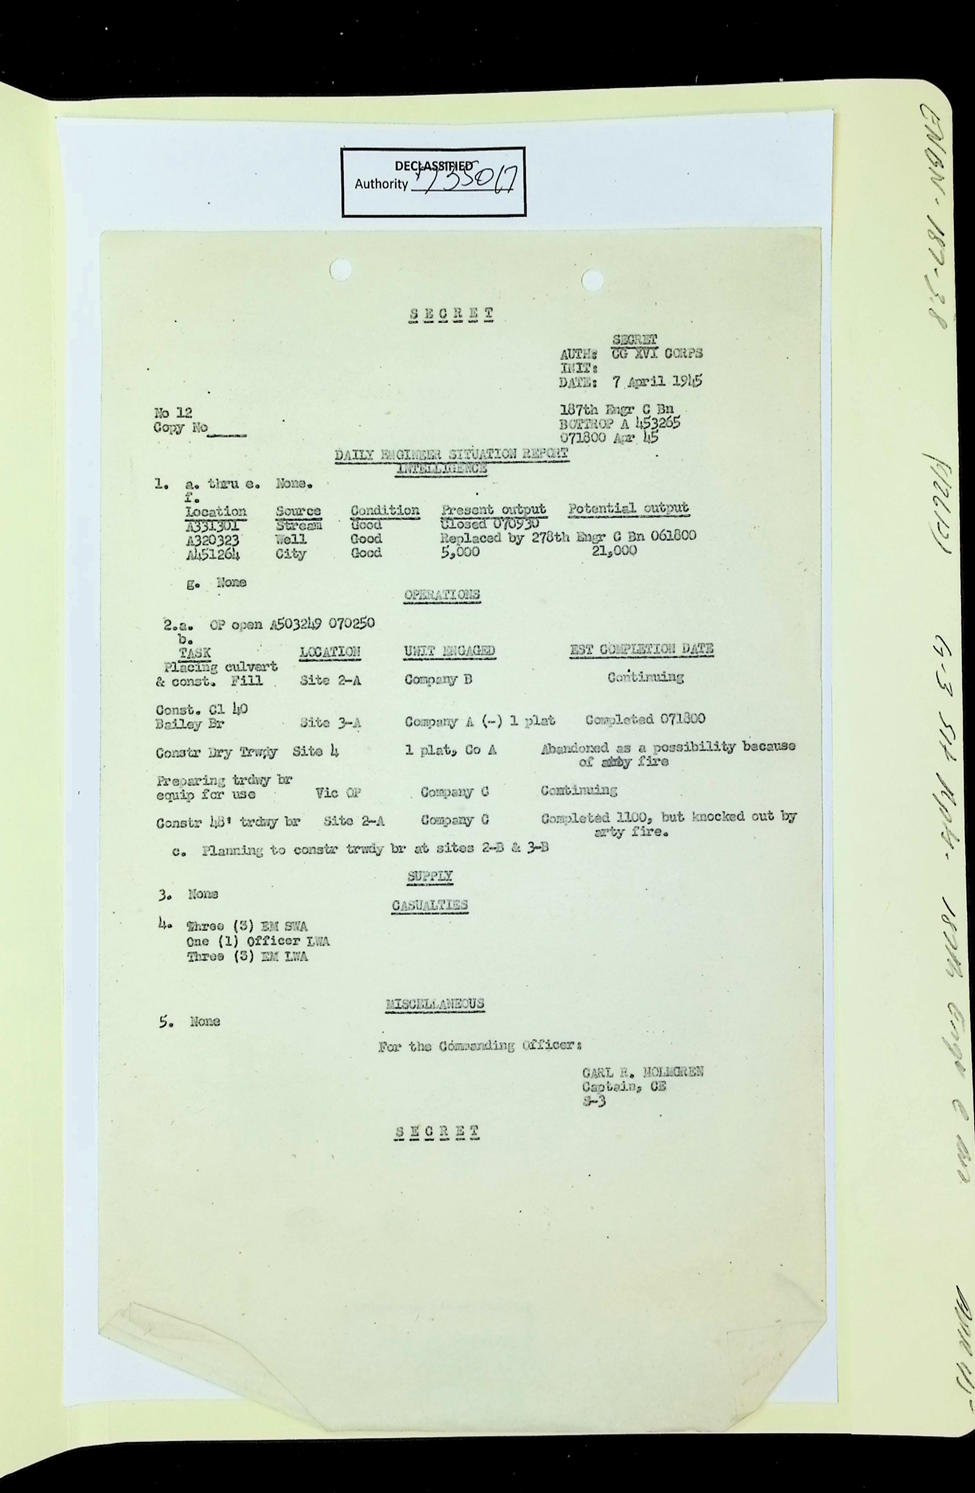 DECLASSIFIED
Authority 735017
S E C R E T
SECRET
AUTH: CG XVI CORPS
INIT:
DATE: 7 April 1945
No 12
Copy No
187th Engr C Bn
BOTTROP A 453265
071800 Apr 45
DAILY ENGINEER SITUATION REPORT
INTELLIGENCE
1. a. thru e. None.
f.
Location Source Condition Present output Potential output
A331301 Stream Good Closed 070930
A320323 Well Good Replaced by 278th Engr C Bn 061800
A451264 City Good 5,000 21,000
g. None
OPERATIONS
2.a. OP open A503249 070250
b.
TASK LOCATION UNIT ENGAGED EST COMPLETION DATE
Placing culvert
& const. Fill Site 2-A Company B Continuing
Const. Cl 40
Bailey Br Site 3-A Company A (-) 1 plat Completed 071800
Constr Dry Trwdy Site 4 1 plat, Co A Abandoned as a possibility because
of arty fire
Preparing trdwy br
equip for use Vic OP Company C Continuing
Constr 48' trdwy br Site 2-A Company C Completed 1100, but knocked out by
arty fire.
c. Planning to constr trwdy br at sites 2-B & 3-B
SUPPLY
3. None
CASUALTIES
4. Three (3) EM SWA
One (1) Officer LWA
Three (3) EM LWA
MISCELLANEOUS
5. None
For the Commanding Officer:
CARL R. HOLMGREN
Captain, CE
S-3
S E C R E T
ENBN-187-3.8
G-3 187th Engr C Bn